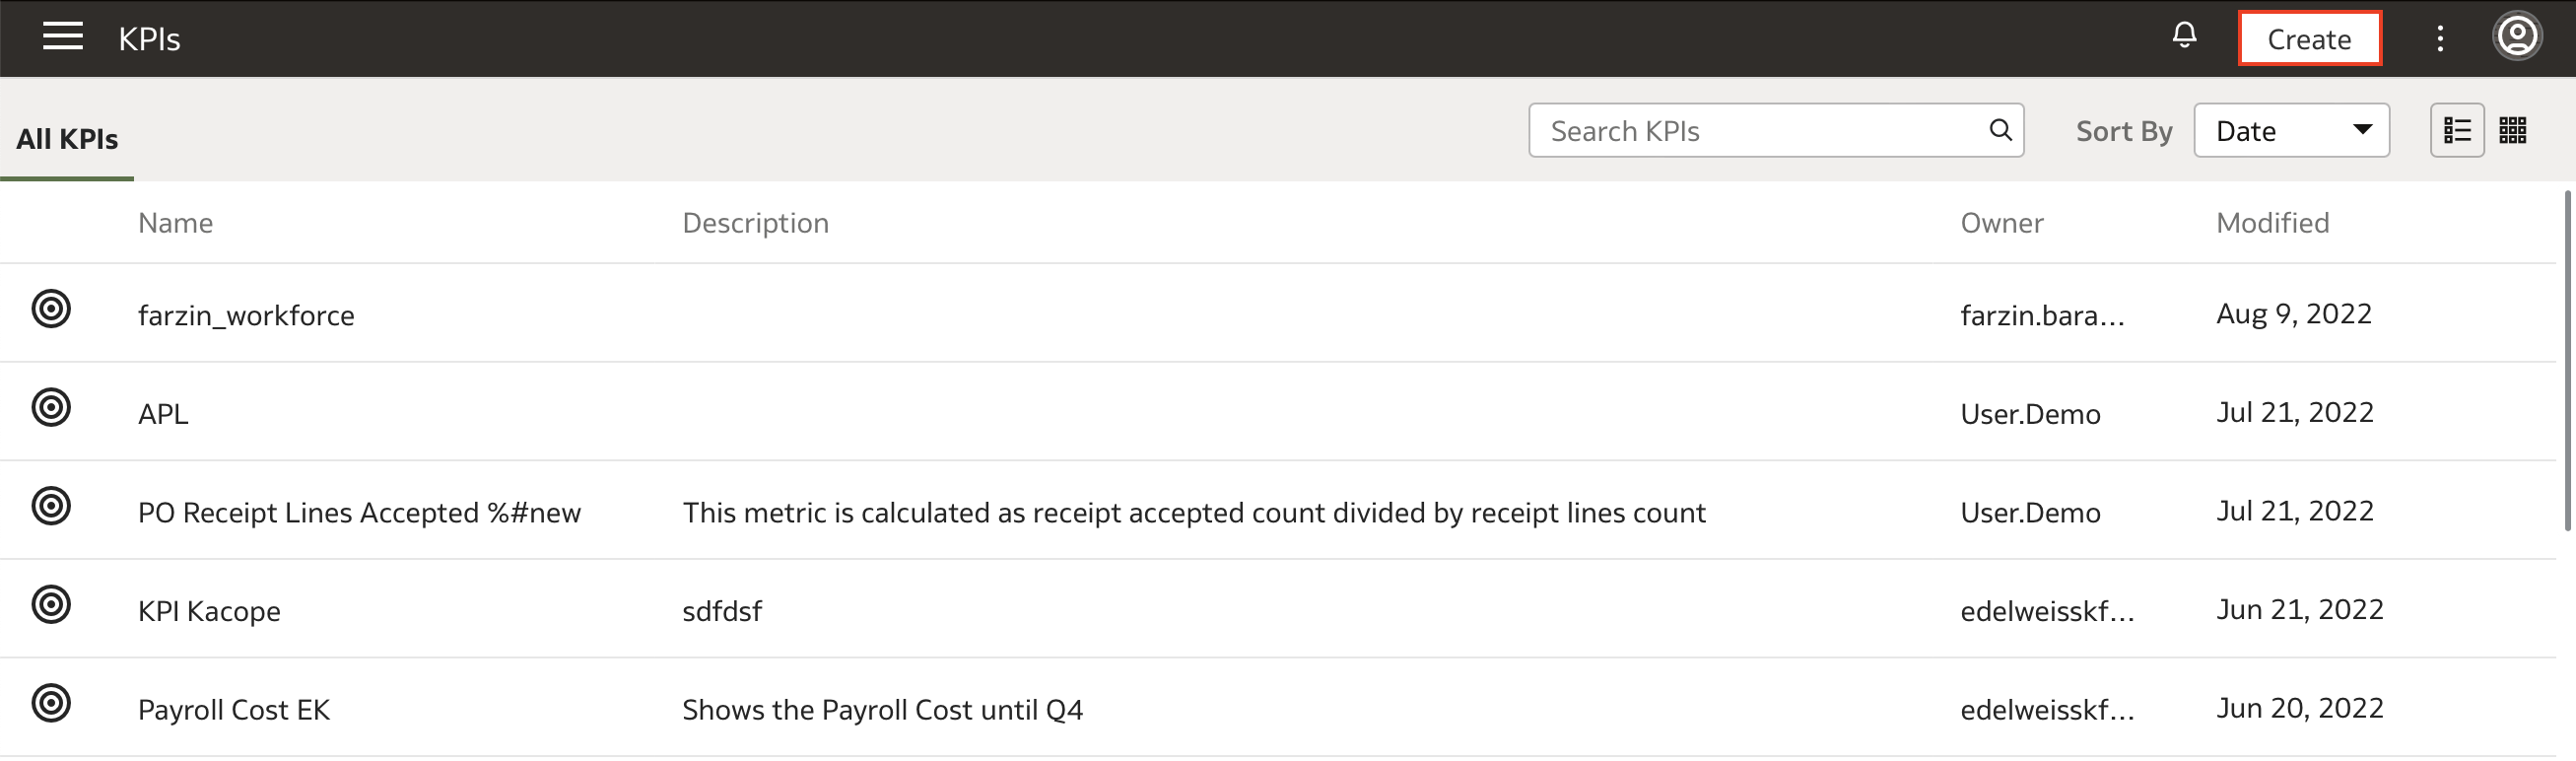 KPIs Create
All KPIs Search KPIs Sort By Date
Name Description Owner Modified
farzin_workforce farzin.bara... Aug 9, 2022
APL User.Demo Jul 21, 2022
PO Receipt Lines Accepted %#new This metric is calculated as receipt accepted count divided by receipt lines count User.Demo Jul 21, 2022
KPI Kacope sdfdsf edelweisskf... Jun 21, 2022
Payroll Cost EK Shows the Payroll Cost until Q4 edelweisskf... Jun 20, 2022